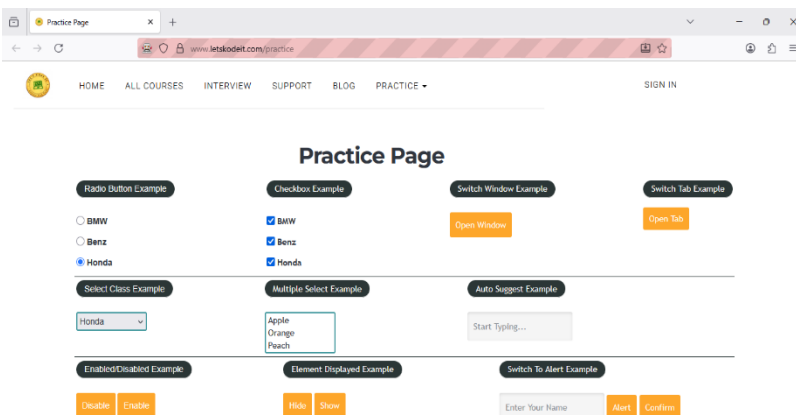 Practice Page
www.letskodeit.com/practice
HOME ALL COURSES INTERVIEW SUPPORT BLOG PRACTICE SIGN IN
Practice Page
Radio Button Example Checkbox Example Switch Window Example Switch Tab Example
BMW BMW Open Window Open Tab
Benz Benz
Honda Honda
Select Class Example Multiple Select Example Auto Suggest Example
Honda Apple Start Typing...
Orange
Peach
Enabled/Disabled Example Element Displayed Example Switch To Alert Example
Disable Enable Hide Show Enter Your Name Alert Confirm